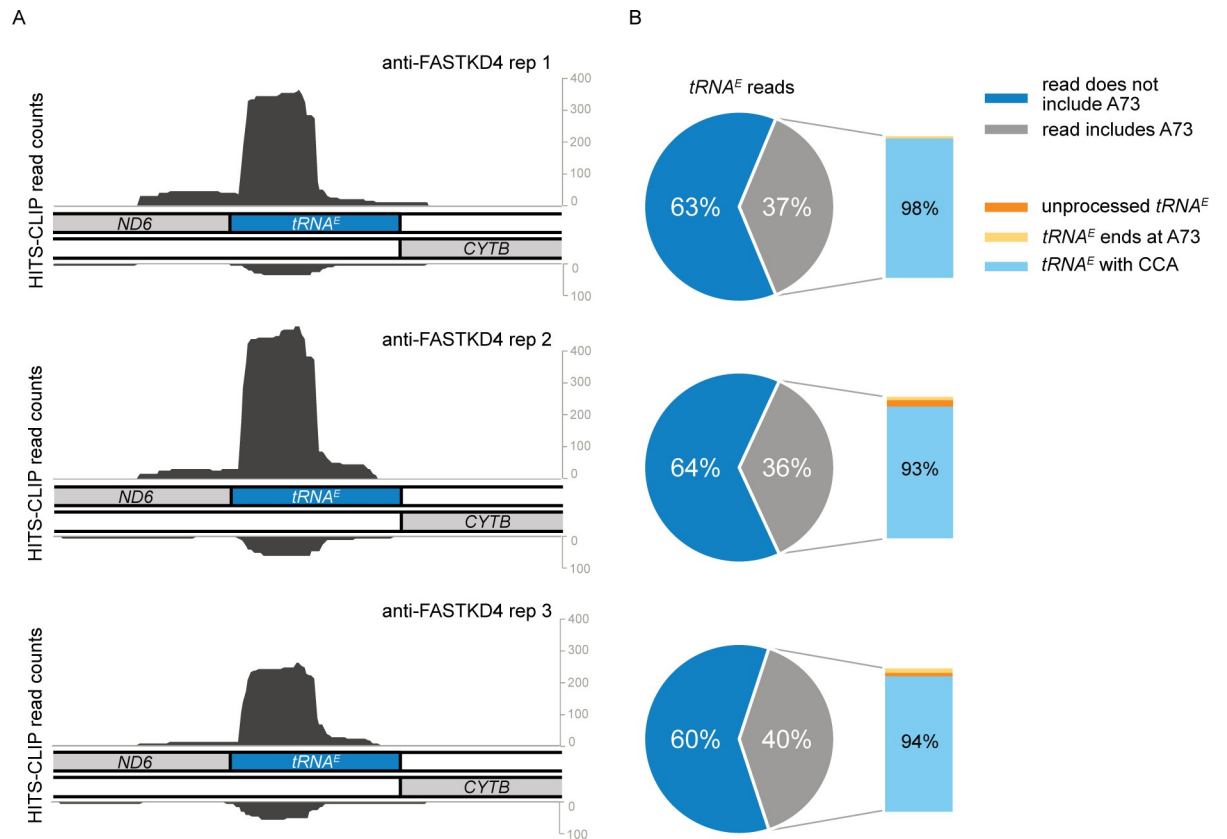 A
B
anti-FASTKD4 rep 1
HITS-CLIP read counts
400
300
200
100
0
ND6
tRNAᴱ
CYTB
0
100
tRNAᴱ reads
63%
37%
98%
read does not
include A73
read includes A73
unprocessed tRNAᴱ
tRNAᴱ ends at A73
tRNAᴱ with CCA
anti-FASTKD4 rep 2
HITS-CLIP read counts
400
300
200
100
0
ND6
tRNAᴱ
CYTB
0
100
64%
36%
93%
anti-FASTKD4 rep 3
HITS-CLIP read counts
400
300
200
100
0
ND6
tRNAᴱ
CYTB
0
100
60%
40%
94%